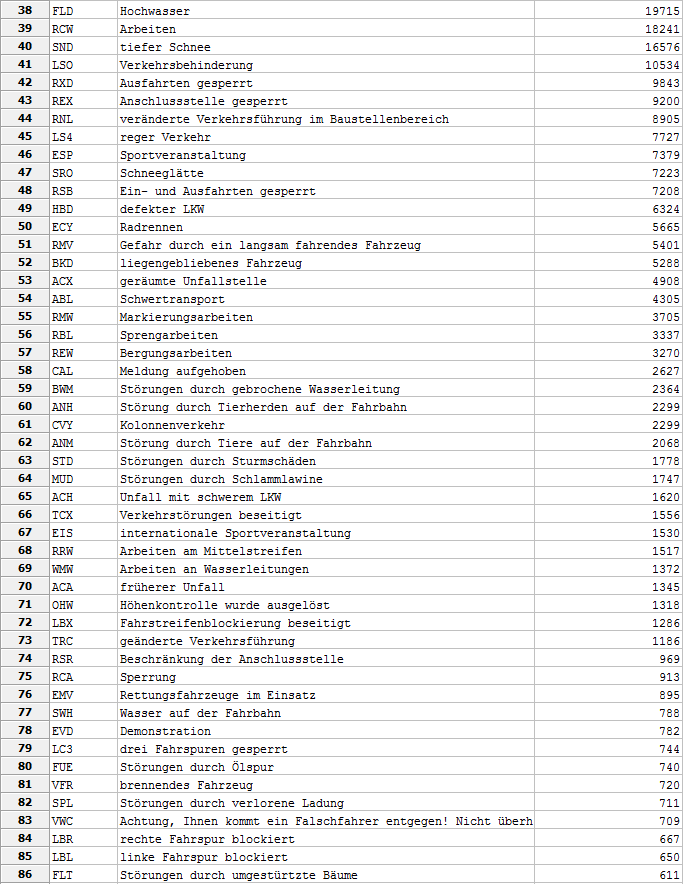 38 FLD Hochwasser 19715
39 RCW Arbeiten 18241
40 SND tiefer Schnee 16576
41 LSO Verkehrsbehinderung 10534
42 RXD Ausfahrten gesperrt 9843
43 REX Anschlussstelle gesperrt 9200
44 RNL veränderte Verkehrsführung im Baustellenbereich 8905
45 LS4 reger Verkehr 7727
46 ESP Sportveranstaltung 7379
47 SRO Schneeglätte 7223
48 RSB Ein- und Ausfahrten gesperrt 7208
49 HBD defekter LKW 6324
50 ECY Radrennen 5665
51 RMV Gefahr durch ein langsam fahrendes Fahrzeug 5401
52 BKD liegengebliebenes Fahrzeug 5288
53 ACX geräumte Unfallstelle 4908
54 ABL Schwertransport 4305
55 RMW Markierungsarbeiten 3705
56 RBL Sprengarbeiten 3337
57 REW Bergungsarbeiten 3270
58 CAL Meldung aufgehoben 2627
59 BWM Störungen durch gebrochene Wasserleitung 2364
60 ANH Störung durch Tierherden auf der Fahrbahn 2299
61 CVY Kolonnenverkehr 2299
62 ANM Störung durch Tiere auf der Fahrbahn 2068
63 STD Störungen durch Sturmschäden 1778
64 MUD Störungen durch Schlammlawine 1747
65 ACH Unfall mit schwerem LKW 1620
66 TCX Verkehrstörungen beseitigt 1556
67 EIS internationale Sportveranstaltung 1530
68 RRW Arbeiten am Mittelstreifen 1517
69 WMW Arbeiten an Wasserleitungen 1372
70 ACA früherer Unfall 1345
71 OHW Höhenkontrolle wurde ausgelöst 1318
72 LBX Fahrstreifenblockierung beseitigt 1286
73 TRC geänderte Verkehrsführung 1186
74 RSR Beschränkung der Anschlussstelle 969
75 RCA Sperrung 913
76 EMV Rettungsfahrzeuge im Einsatz 895
77 SWH Wasser auf der Fahrbahn 788
78 EVD Demonstration 782
79 LC3 drei Fahrspuren gesperrt 744
80 FUE Störungen durch Ölspur 740
81 VFR brennendes Fahrzeug 720
82 SPL Störungen durch verlorene Ladung 711
83 VWC Achtung, Ihnen kommt ein Falschfahrer entgegen! Nicht überh 709
84 LBR rechte Fahrspur blockiert 667
85 LBL linke Fahrspur blockiert 650
86 FLT Störungen durch umgestürtzte Bäume 611